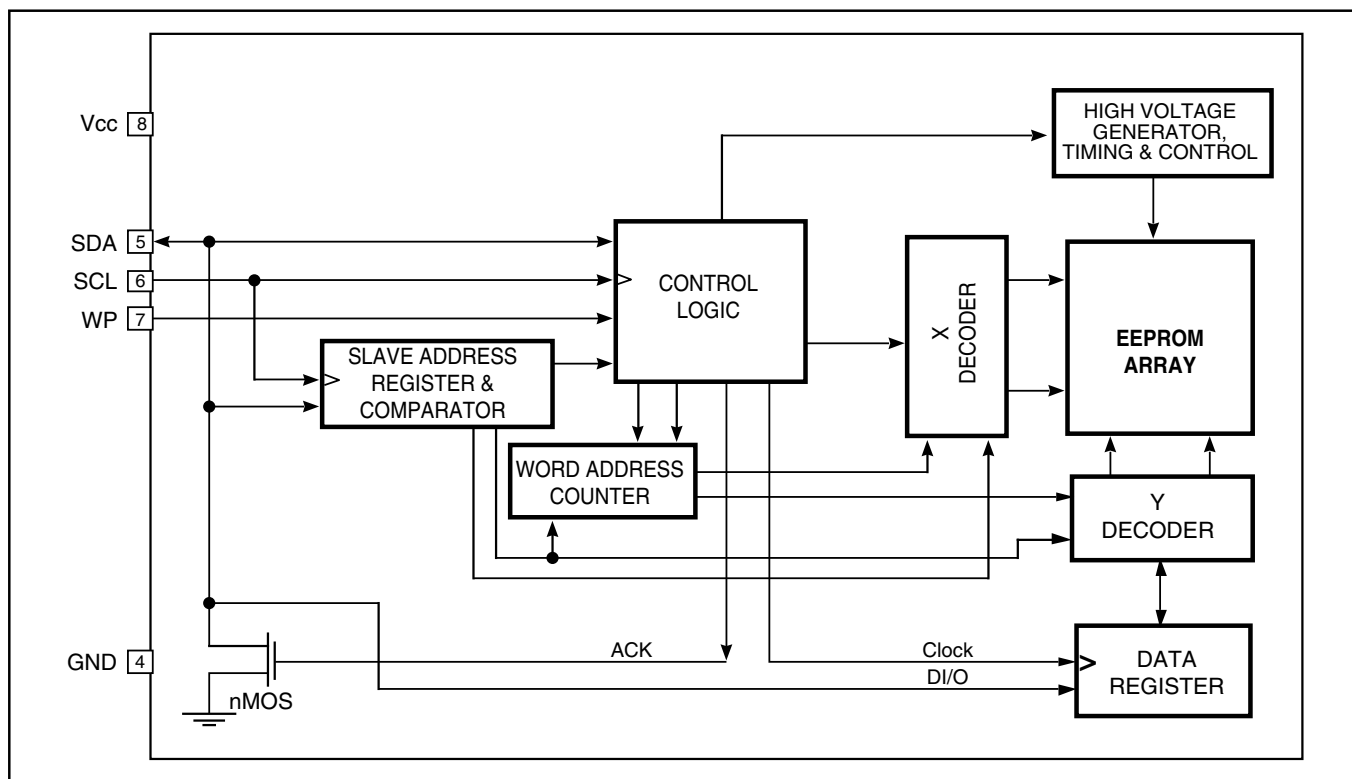 Vcc 8
HIGH VOLTAGE
GENERATOR,
TIMING & CONTROL
SDA 5
SCL 6
WP 7
CONTROL
LOGIC
X
DECODER
EEPROM
ARRAY
SLAVE ADDRESS
REGISTER &
COMPARATOR
WORD ADDRESS
COUNTER
Y
DECODER
GND 4
nMOS
ACK
Clock
DI/O
DATA
REGISTER